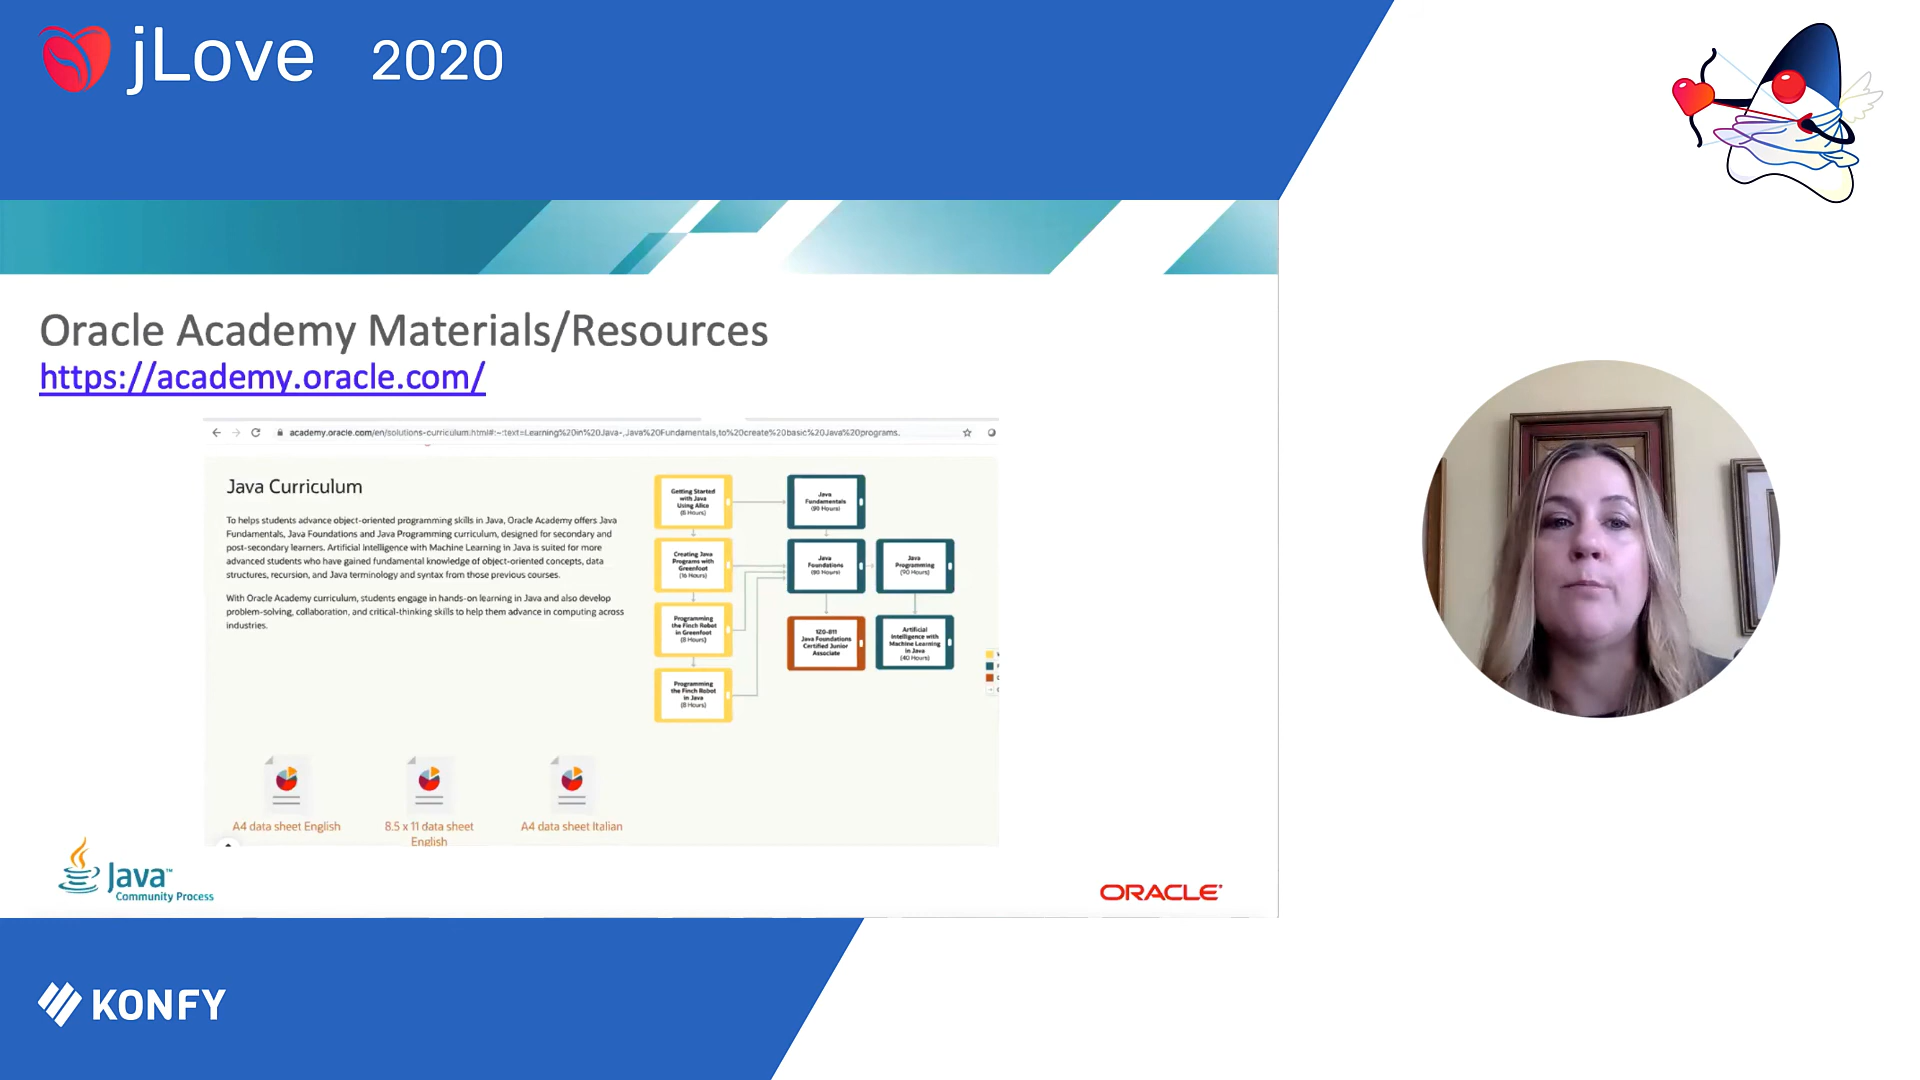 jLove 2020
Oracle Academy Materials/Resources
https://academy.oracle.com/
academy.oracle.com/en/solutions-curriculum.html#:~:text=Learning%20in%20Java-,Java%20Fundamentals,to%20create%20basic%20Java%20programs.
Java Curriculum
To helps students advance object-oriented programming skills in Java, Oracle Academy offers Java
Fundamentals, Java Foundations and Java Programming curriculum, designed for secondary and
post-secondary learners. Artificial Intelligence with Machine Learning in Java is suited for more
advanced students who have gained fundamental knowledge of object-oriented concepts, data
structures, recursion, and Java terminology and syntax from those previous courses.
With Oracle Academy curriculum, students engage in hands-on learning in Java and also develop
problem-solving, collaboration, and critical-thinking skills to help them advance in computing across
industries.
Getting Started
with Java
Using Alice
(8 Hours)
Creating Java
Programs with
Greenfoot
(16 Hours)
Programming
the Finch Robot
in Greenfoot
(8 Hours)
Programming
the Finch Robot
in Java
(8 Hours)
Java
Fundamentals
(90 Hours)
Java
Foundations
(90 Hours)
Java
Programming
(90 Hours)
1Z0-811
Java Foundations
Certified Junior
Associate
Artificial
Intelligence with
Machine Learning
in Java
(40 Hours)
A4 data sheet English
8.5 x 11 data sheet
English
A4 data sheet Italian
Java™
Community Process
ORACLE
KONFY